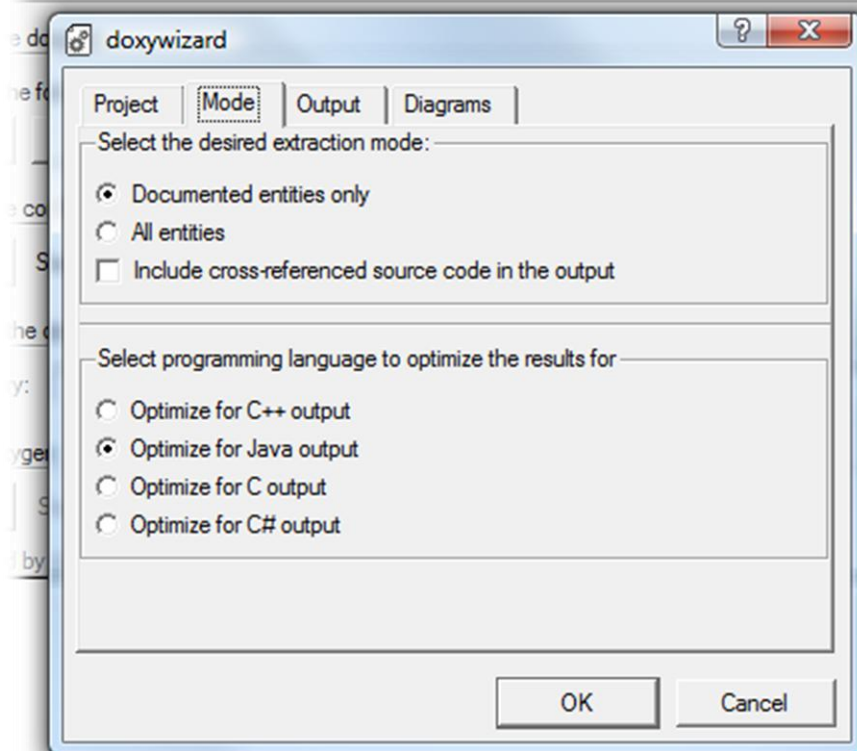 doxywizard
Project Mode Output Diagrams
Select the desired extraction mode:
Documented entities only
All entities
Include cross-referenced source code in the output
Select programming language to optimize the results for
Optimize for C++ output
Optimize for Java output
Optimize for C output
Optimize for C# output
by
OK Cancel